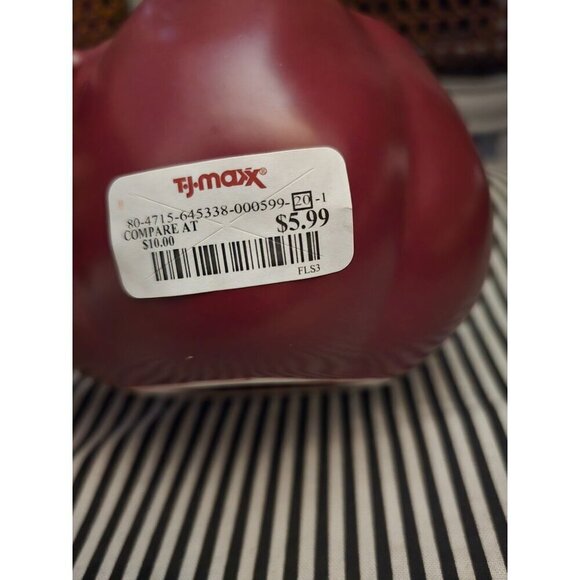 T·J·maxx®
80-4715-645338-000599-20-1
COMPARE AT
$10.00
$5.99
FLS3